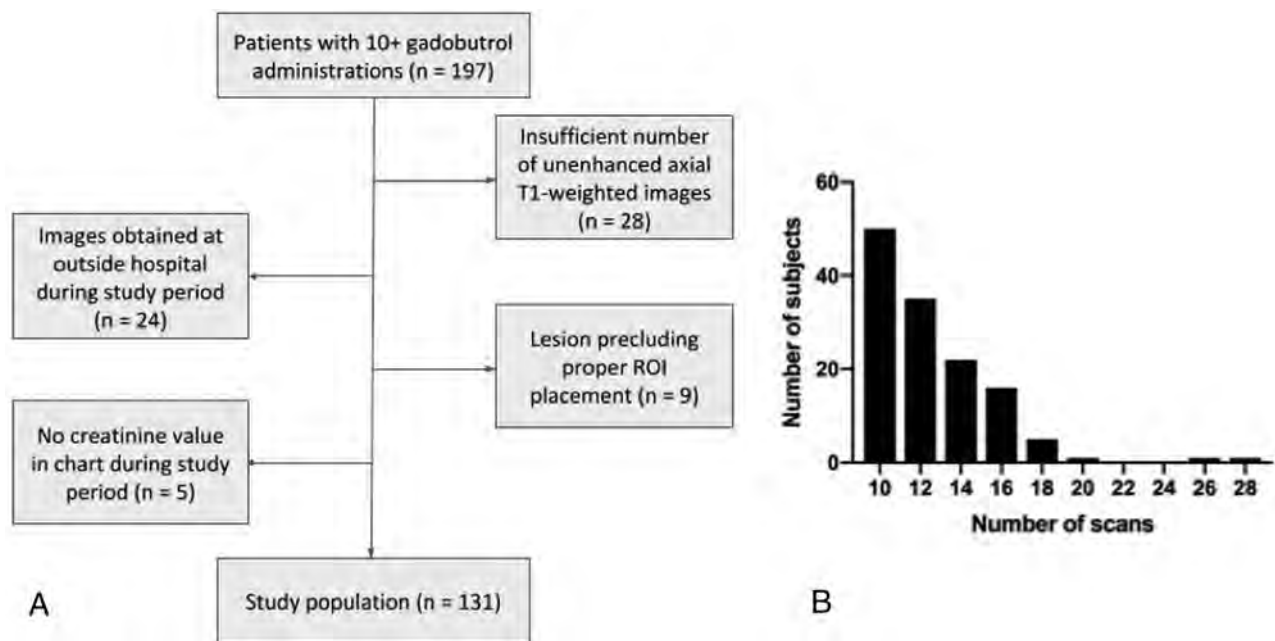 Patients with 10+ gadobutrol
administrations (n = 197)
Insufficient number
of unenhanced axial
T1-weighted images
(n = 28)
Images obtained at
outside hospital
during study period
(n = 24)
Lesion precluding
proper ROI
placement (n = 9)
No creatinine value
in chart during study
period (n = 5)
Study population (n = 131)
A
Number of subjects
60
40
20
0
10 12 14 16 18 20 22 24 26 28
Number of scans
B